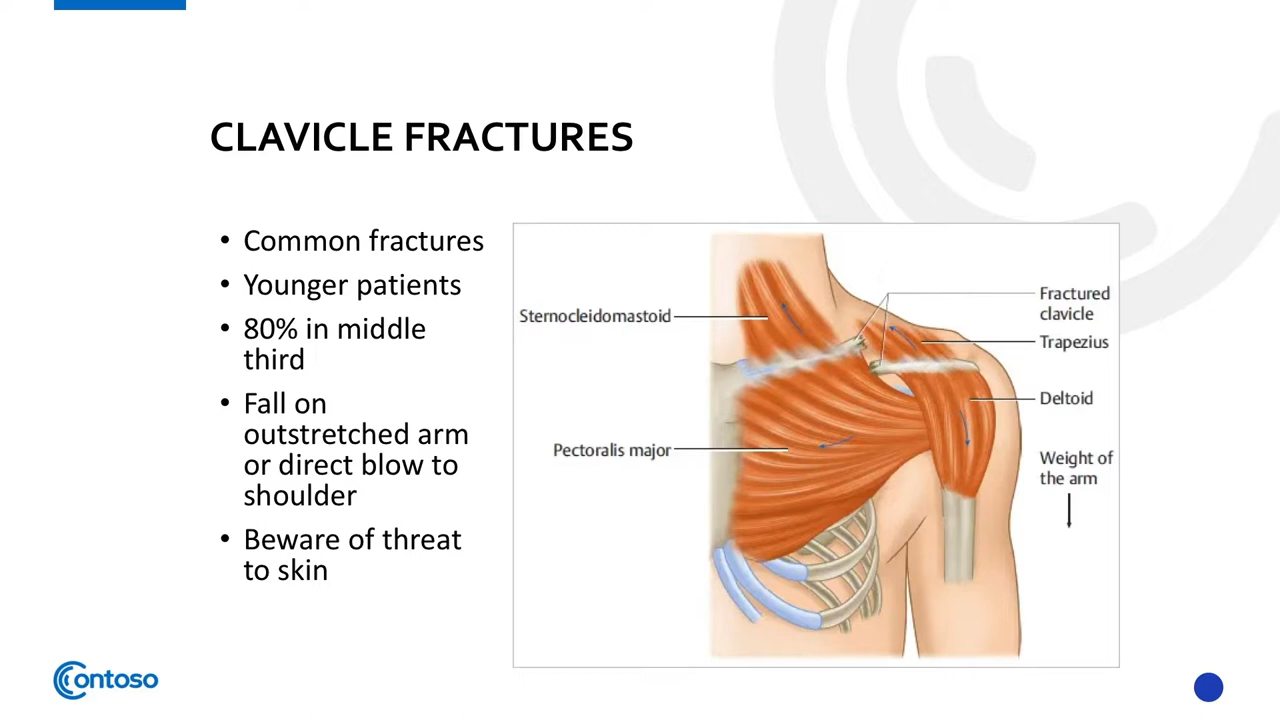 CLAVICLE FRACTURES
• Common fractures
• Younger patients
• 80% in middle
third
• Fall on
outstretched arm
or direct blow to
shoulder
• Beware of threat
to skin
Sternocleidomastoid
Pectoralis major
Fractured
clavicle
Trapezius
Deltoid
Weight of
the arm
Contoso